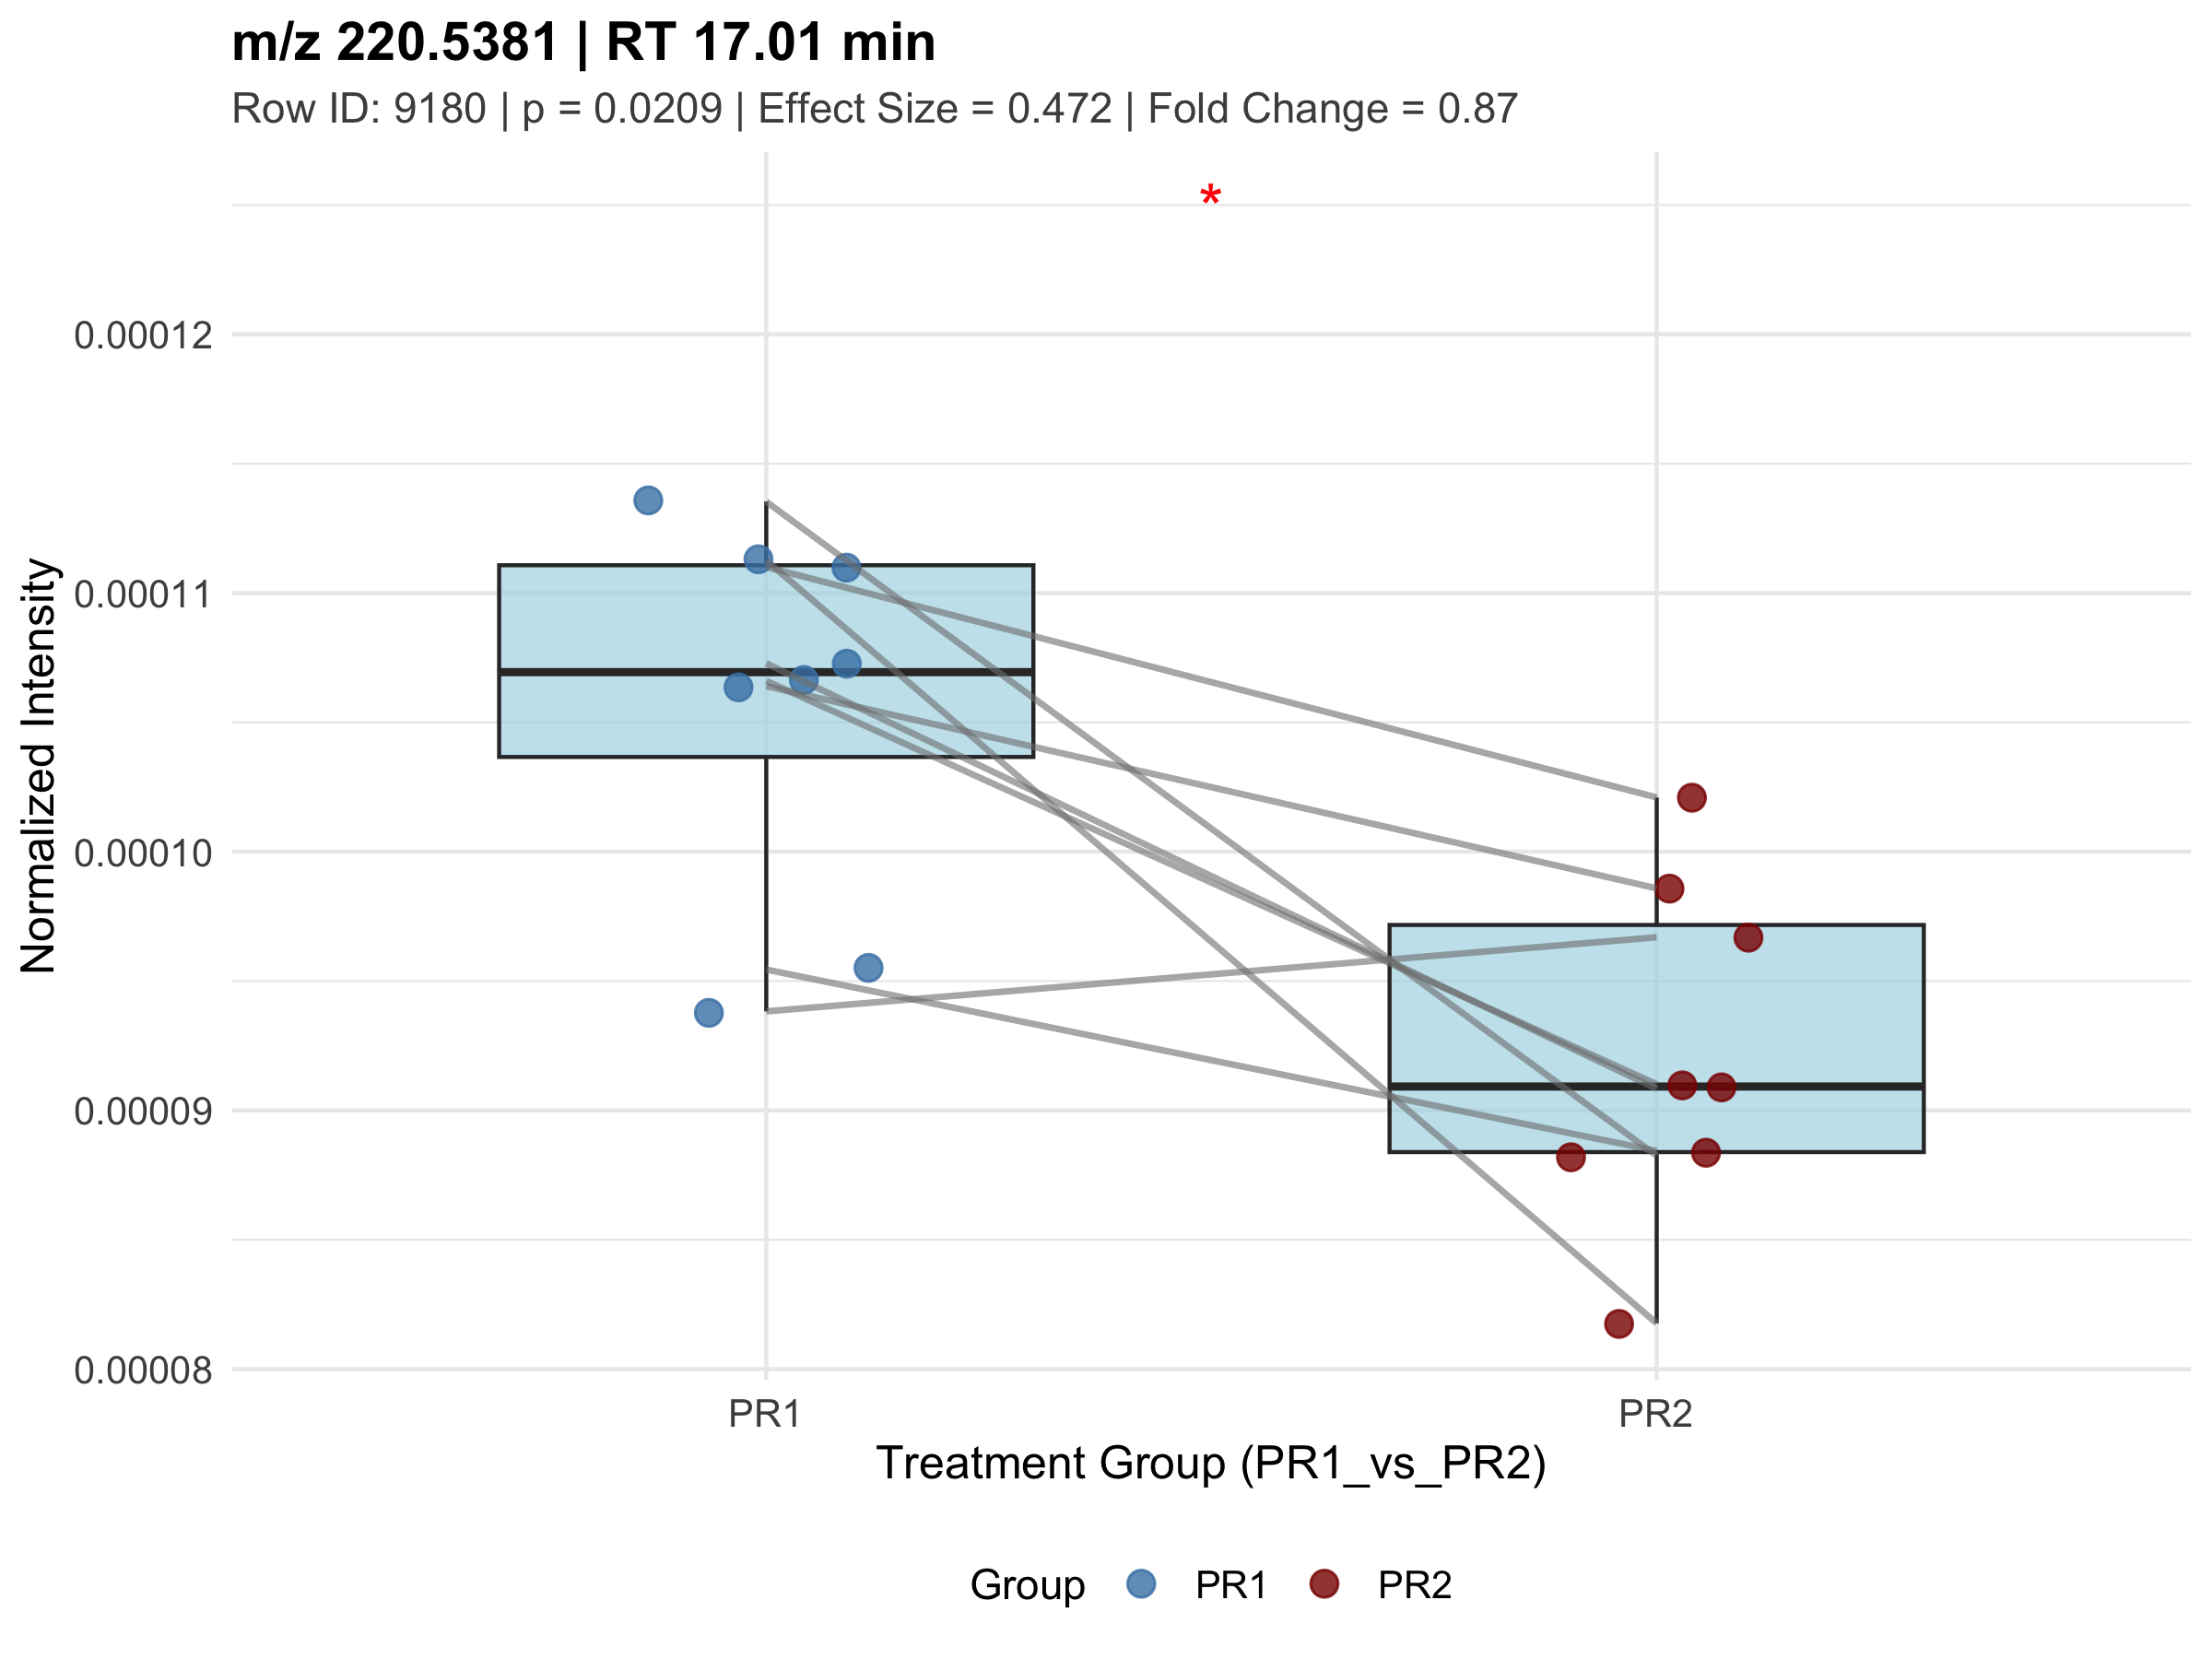 m/z 220.5381 | RT 17.01 min
Row ID: 9180 | p = 0.0209 | Effect Size = 0.472 | Fold Change = 0.87
*
Normalized Intensity
0.00012
0.00011
0.00010
0.00009
0.00008
PR1 PR2
Treatment Group (PR1_vs_PR2)
Group PR1 PR2